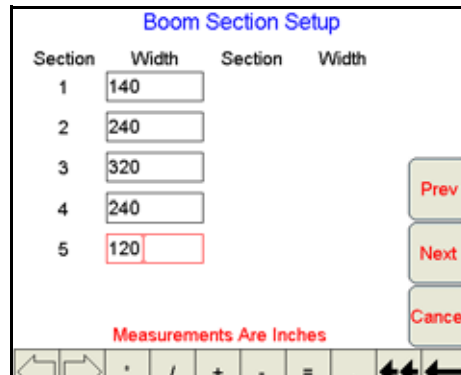 Boom Section Setup
Section Width Section Width
1 140
2 240
3 320
4 240
5 120
Prev
Next
Cance
Measurements Are Inches
* / + - =